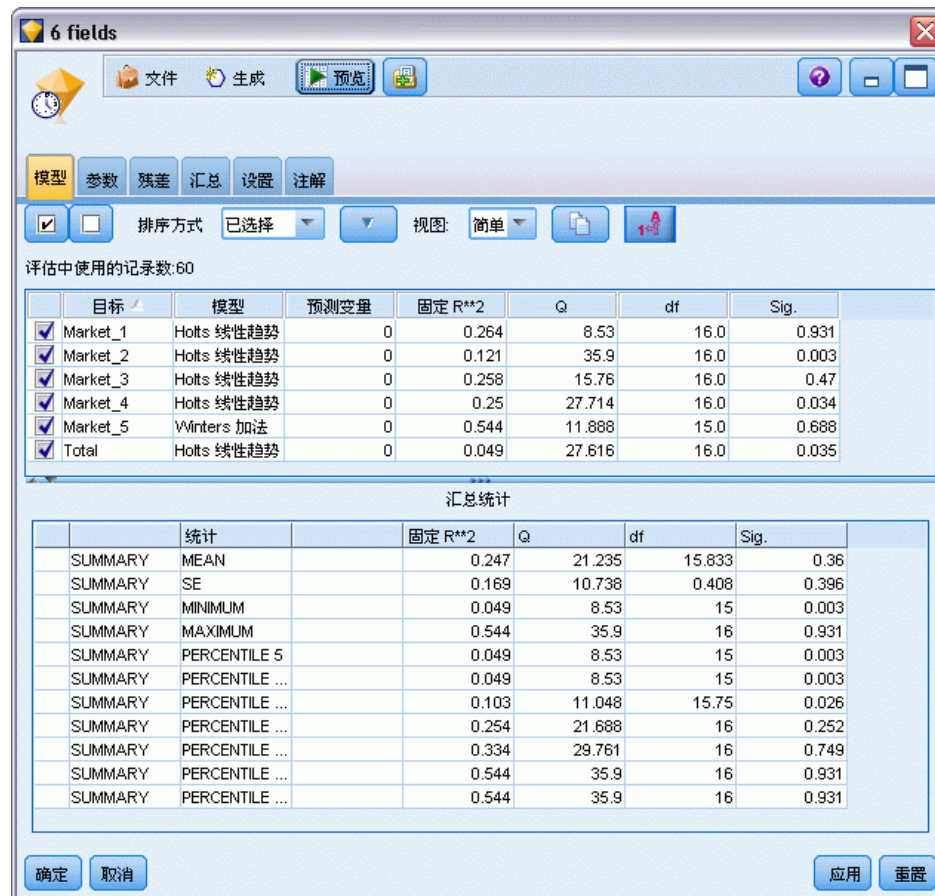 6 fields
文件 生成 预览
模型 参数 残差 汇总 设置 注解
排序方式 已选择 视图: 简单
评估中使用的记录数:60
目标 模型 预测变量 固定 R**2 Q df Sig.
Market_1 Holts 线性趋势 0 0.264 8.53 16.0 0.931
Market_2 Holts 线性趋势 0 0.121 35.9 16.0 0.003
Market_3 Holts 线性趋势 0 0.258 15.76 16.0 0.47
Market_4 Holts 线性趋势 0 0.25 27.714 16.0 0.034
Market_5 Winters 加法 0 0.544 11.888 15.0 0.688
Total Holts 线性趋势 0 0.049 27.616 16.0 0.035
汇总统计
统计 固定 R**2 Q df Sig.
SUMMARY MEAN 0.247 21.235 15.833 0.36
SUMMARY SE 0.169 10.738 0.408 0.396
SUMMARY MINIMUM 0.049 8.53 15 0.003
SUMMARY MAXIMUM 0.544 35.9 16 0.931
SUMMARY PERCENTILE 5 0.049 8.53 15 0.003
SUMMARY PERCENTILE ... 0.049 8.53 15 0.003
SUMMARY PERCENTILE ... 0.103 11.048 15.75 0.026
SUMMARY PERCENTILE ... 0.254 21.688 16 0.252
SUMMARY PERCENTILE ... 0.334 29.761 16 0.749
SUMMARY PERCENTILE ... 0.544 35.9 16 0.931
SUMMARY PERCENTILE ... 0.544 35.9 16 0.931
确定 取消 应用 重置